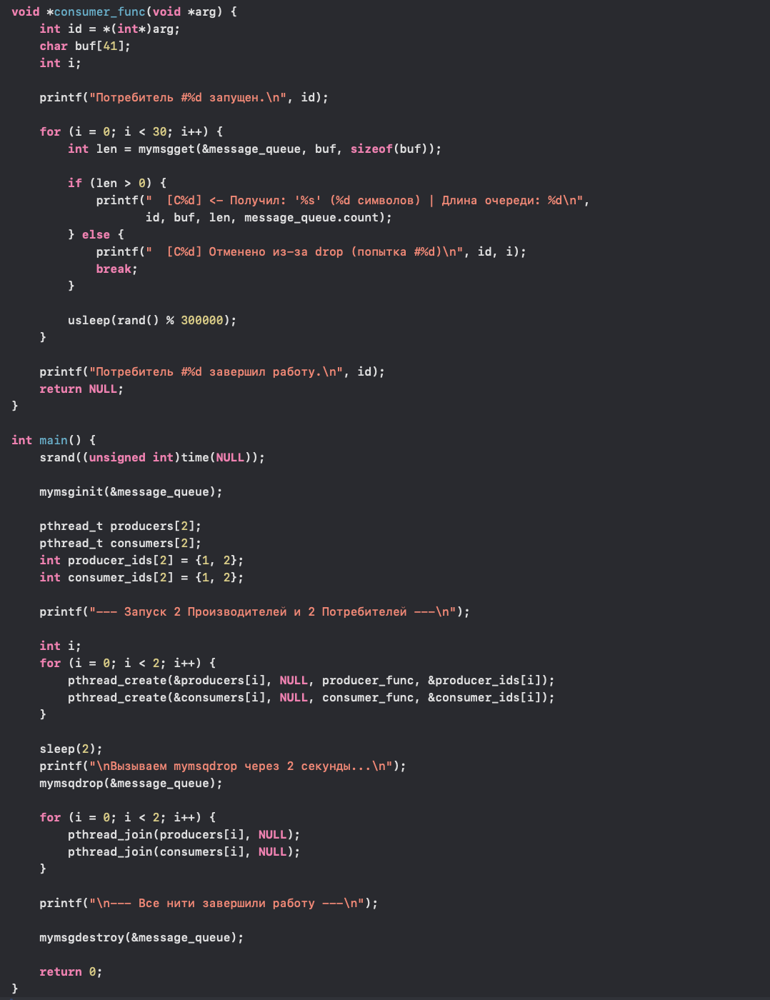 void *consumer_func(void *arg) {
    int id = *(int*)arg;
    char buf[41];
    int i;

    printf("Потребитель #%d запущен.\n", id);

    for (i = 0; i < 30; i++) {
        int len = mymsgget(&message_queue, buf, sizeof(buf));

        if (len > 0) {
            printf("  [C%d] <- Получил: '%s' (%d символов) | Длина очереди: %d\n",
                   id, buf, len, message_queue.count);
        } else {
            printf("  [C%d] Отменено из-за drop (попытка #%d)\n", id, i);
            break;
        }

        usleep(rand() % 300000);
    }

    printf("Потребитель #%d завершил работу.\n", id);
    return NULL;
}

int main() {
    srand((unsigned int)time(NULL));

    mymsginit(&message_queue);

    pthread_t producers[2];
    pthread_t consumers[2];
    int producer_ids[2] = {1, 2};
    int consumer_ids[2] = {1, 2};

    printf("--- Запуск 2 Производителей и 2 Потребителей ---\n");

    int i;
    for (i = 0; i < 2; i++) {
        pthread_create(&producers[i], NULL, producer_func, &producer_ids[i]);
        pthread_create(&consumers[i], NULL, consumer_func, &consumer_ids[i]);
    }

    sleep(2);
    printf("\nВызываем mymsqdrop через 2 секунды...\n");
    mymsqdrop(&message_queue);

    for (i = 0; i < 2; i++) {
        pthread_join(producers[i], NULL);
        pthread_join(consumers[i], NULL);
    }

    printf("\n--- Все нити завершили работу ---\n");

    mymsgdestroy(&message_queue);

    return 0;
}